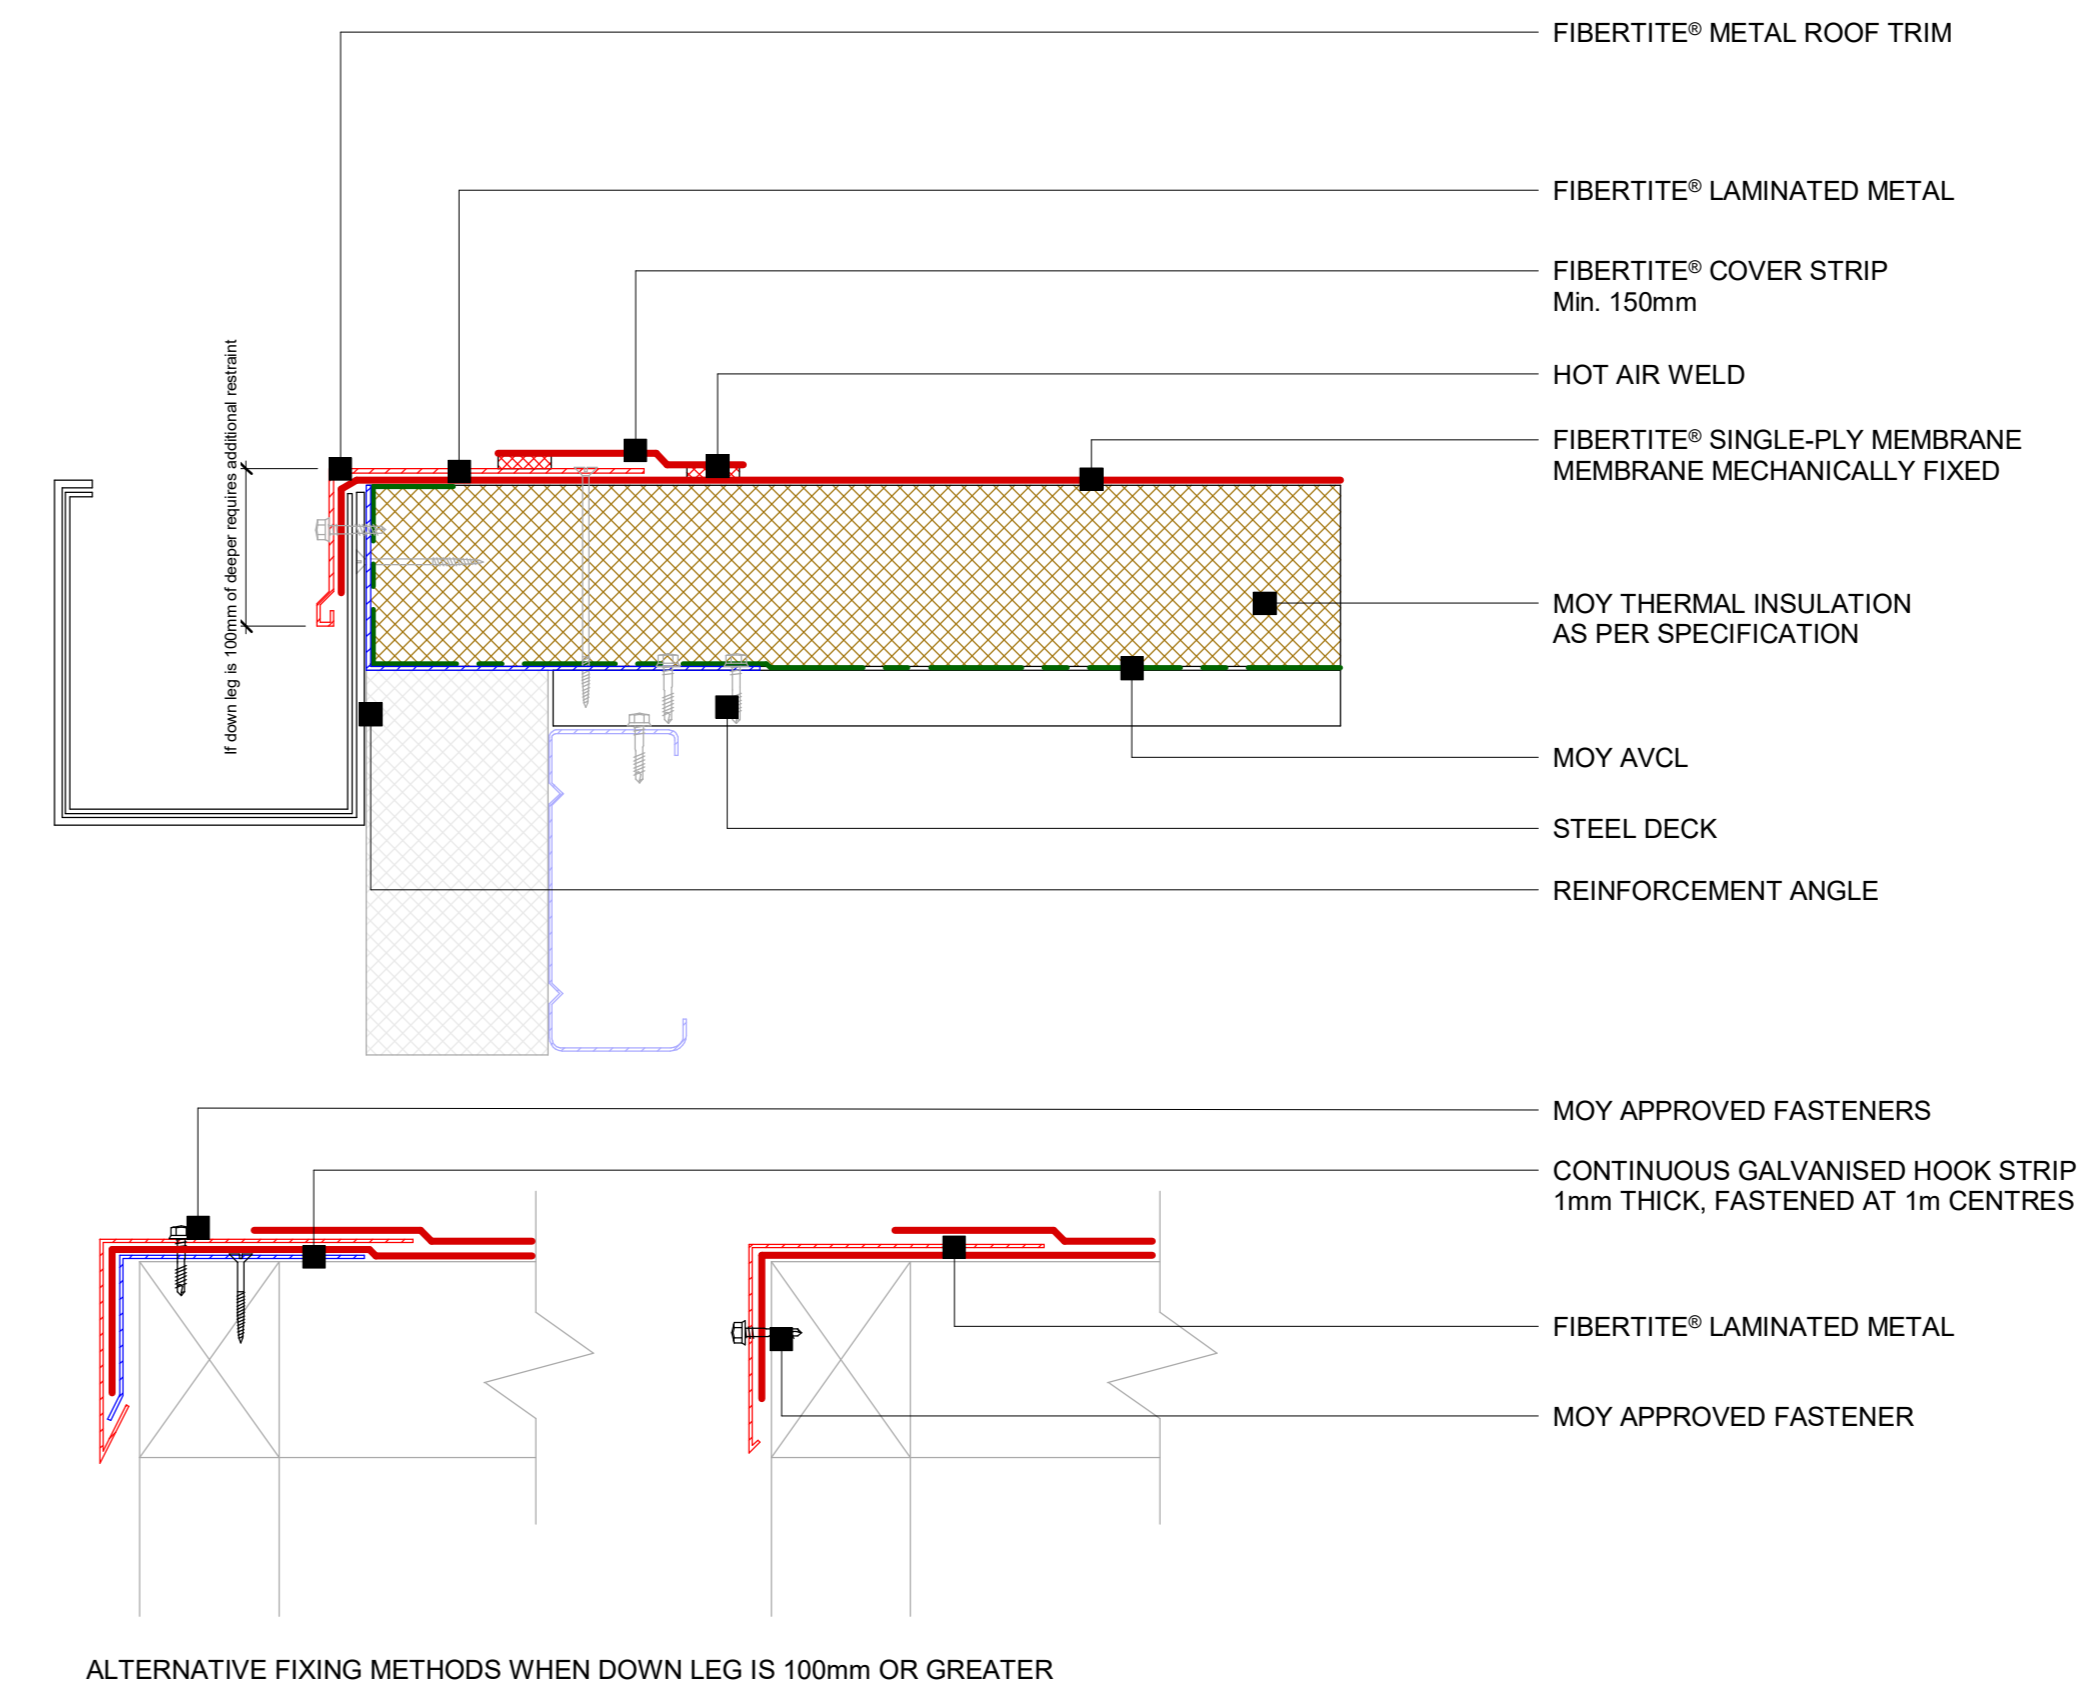 FIBERTITE® METAL ROOF TRIM
FIBERTITE® LAMINATED METAL
FIBERTITE® COVER STRIP
Min. 150mm
HOT AIR WELD
FIBERTITE® SINGLE-PLY MEMBRANE
MEMBRANE MECHANICALLY FIXED
If down leg is 100mm of deeper requires additional restraint
MOY THERMAL INSULATION
AS PER SPECIFICATION
MOY AVCL
STEEL DECK
REINFORCEMENT ANGLE
MOY APPROVED FASTENERS
CONTINUOUS GALVANISED HOOK STRIP
1mm THICK, FASTENED AT 1m CENTRES
FIBERTITE® LAMINATED METAL
MOY APPROVED FASTENER
ALTERNATIVE FIXING METHODS WHEN DOWN LEG IS 100mm OR GREATER